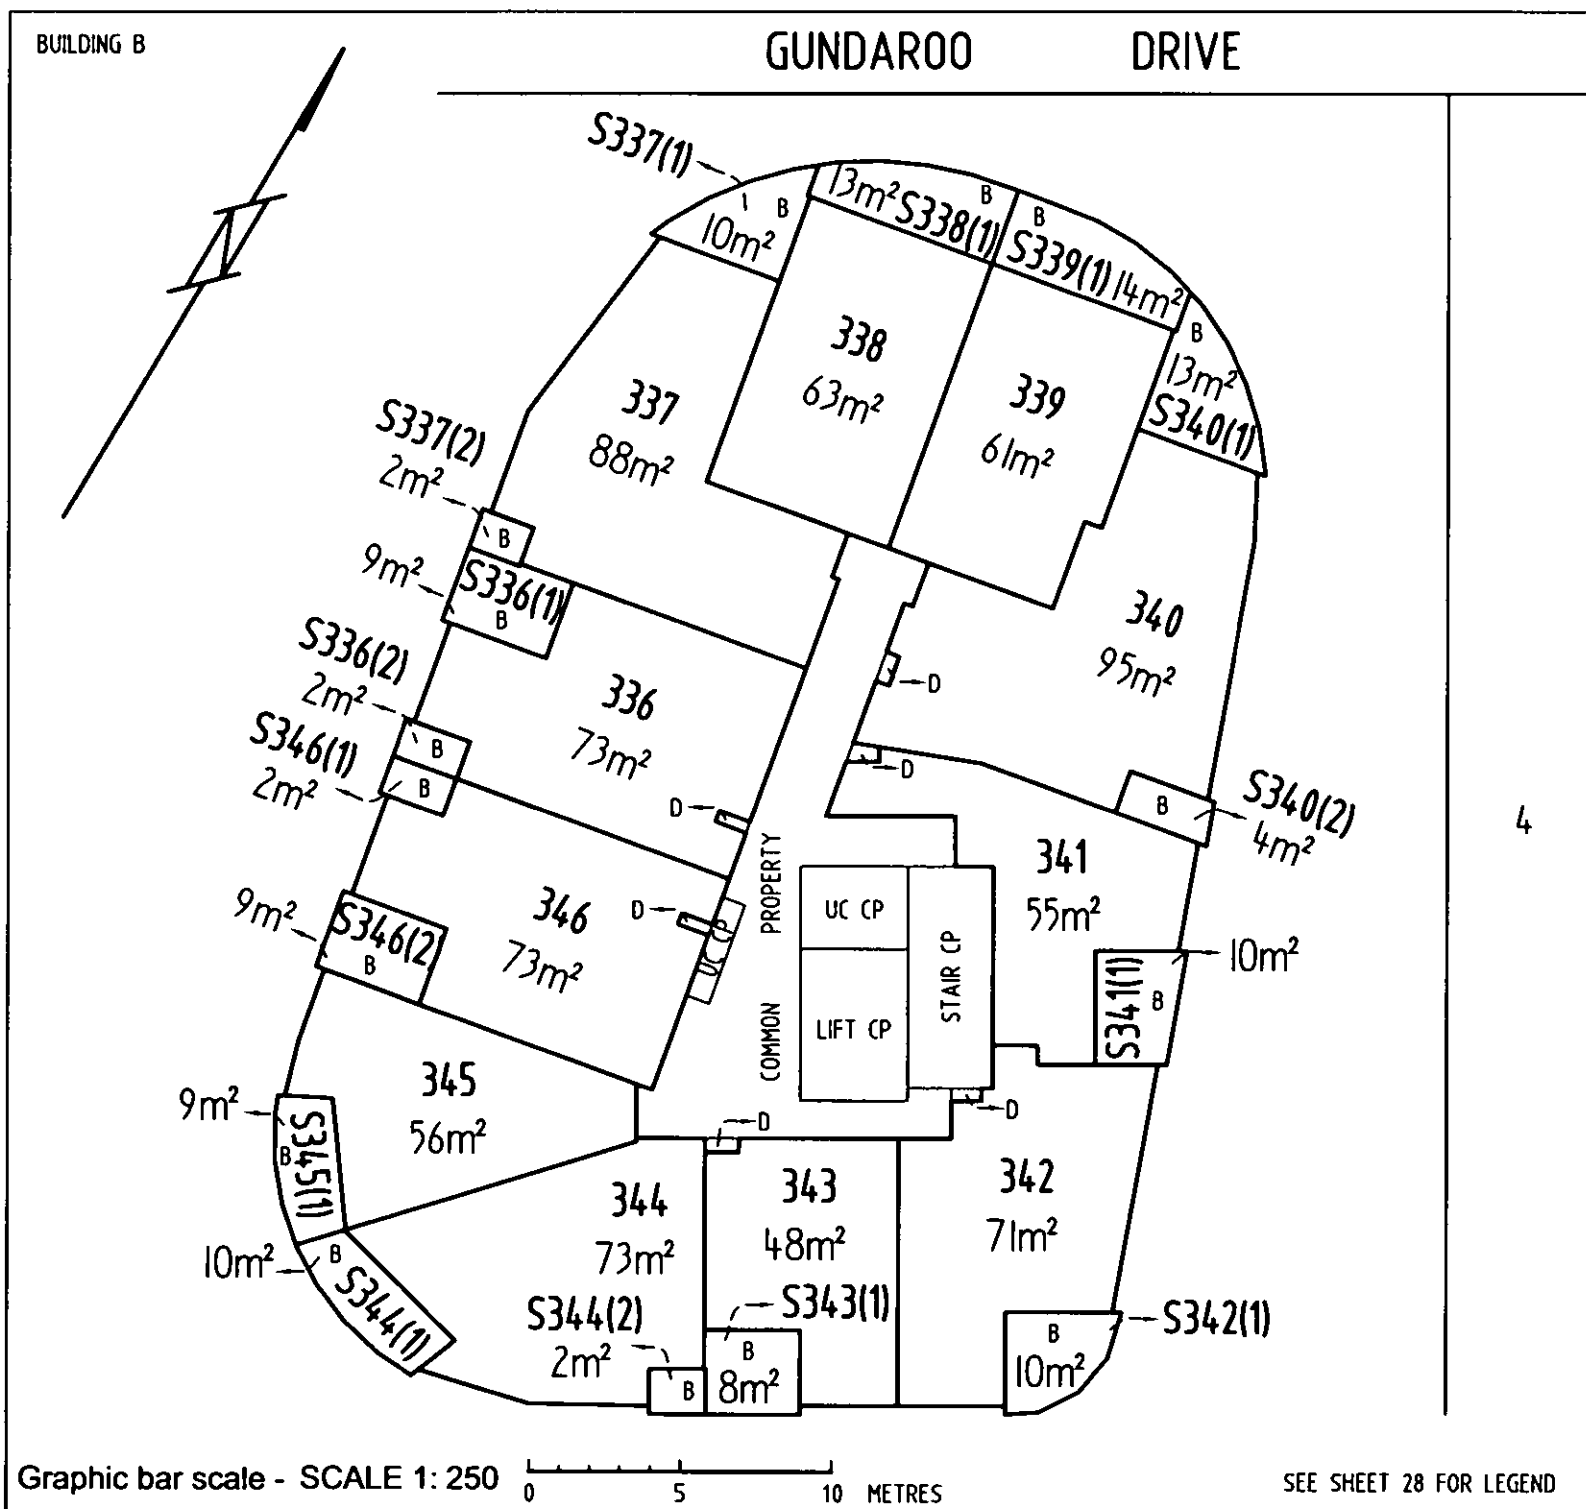 BUILDING B
GUNDAROO DRIVE
S337(1)
B
10m²
13m²
B
S338(1)
B
S339(1)
14m²
B
13m²
S340(1)
338
63m²
339
61m²
337
88m²
S337(2)
2m²
B
9m²
S336(1)
B
340
95m²
D
S336(2)
2m²
B
336
73m²
D
D
S346(1)
2m²
B
B
S340(2)
4m²
4
341
55m²
COMMON PROPERTY
UC CP
UC CP
STAIR CP
LIFT CP
346
73m²
D
9m²
S346(2)
B
10m²
S341(1)
B
345
56m²
D
D
9m²
S345(1)
B
344
73m²
343
48m²
342
71m²
10m²
B
S344(1)
S344(2)
2m²
B
S343(1)
B
8m²
S342(1)
B
10m²
Graphic bar scale - SCALE 1: 250
0 5 10 METRES
SEE SHEET 28 FOR LEGEND